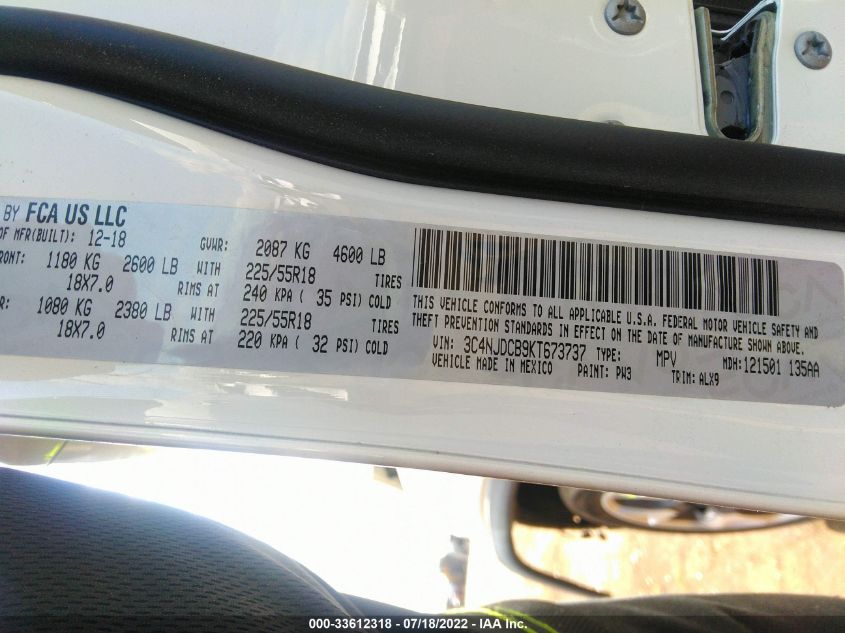 BY FCA US LLC
OF MFR(BUILT): 12-18 GVWR: 2087 KG 4600 LB
RONT: 1180 KG 2600 LB WITH 225/55R18 TIRES
18X7.0 RIMS AT 240 KPA ( 35 PSI) COLD
R: 1080 KG 2380 LB WITH 225/55R18 TIRES
18X7.0 RIMS AT 220 KPA ( 32 PSI) COLD
THIS VEHICLE CONFORMS TO ALL APPLICABLE U.S.A. FEDERAL MOTOR VEHICLE SAFETY AND
THEFT PREVENTION STANDARDS IN EFFECT ON THE DATE OF MANUFACTURE SHOWN ABOVE.
VIN: 3C4NJDCB9KT673737 TYPE: MPV MDH:121501 135AA
VEHICLE MADE IN MEXICO PAINT: PW3 TRIM: ALX9
000-33612318 - 07/18/2022 - IAA Inc.